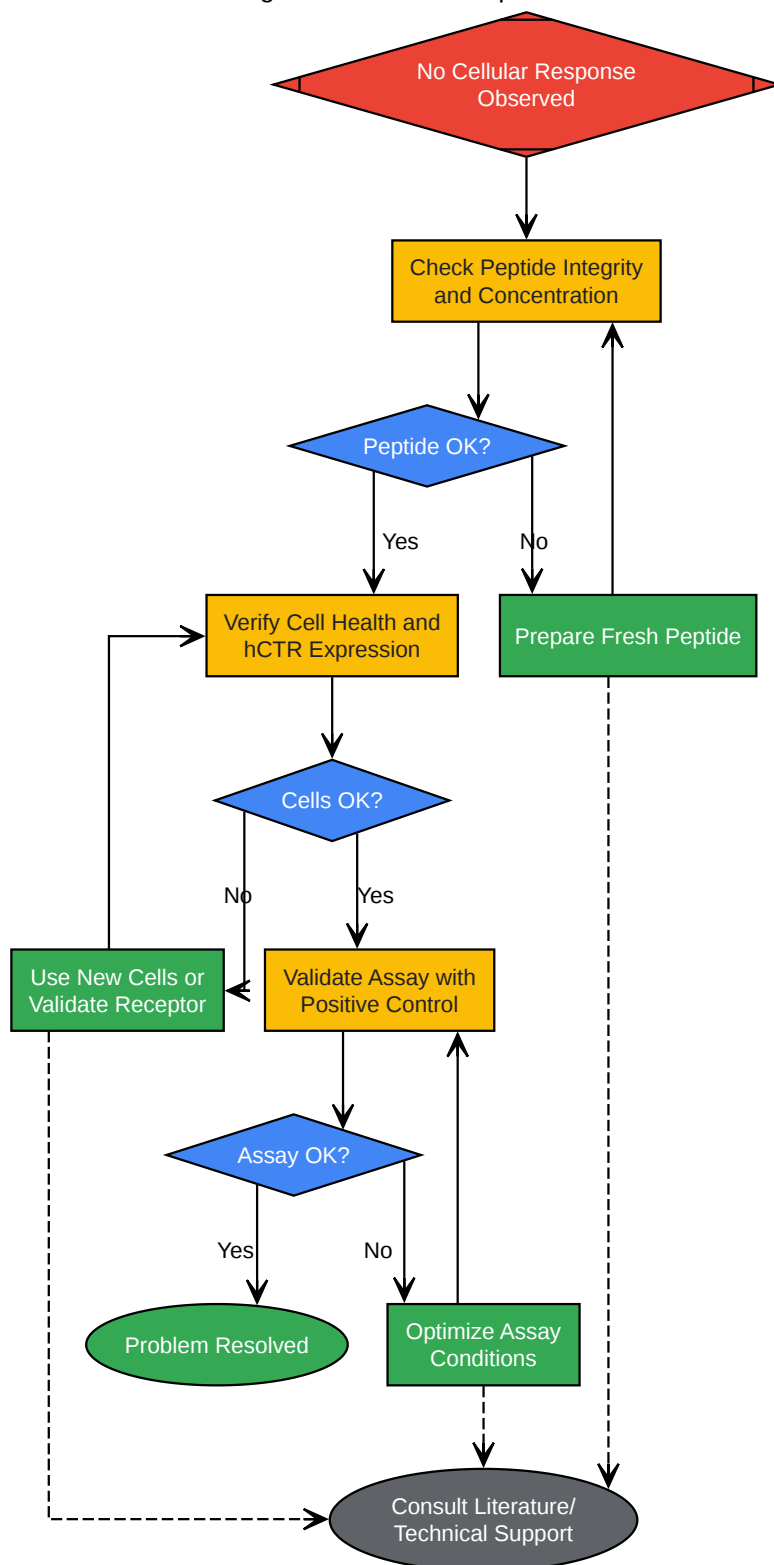 No Cellular Response
Observed
Check Peptide Integrity
and Concentration
Peptide OK?
Yes
No
Verify Cell Health and
hCTR Expression
Prepare Fresh Peptide
Cells OK?
No
Yes
Use New Cells or
Validate Receptor
Validate Assay with
Positive Control
Assay OK?
Yes
No
Problem Resolved
Optimize Assay
Conditions
Consult Literature/
Technical Support